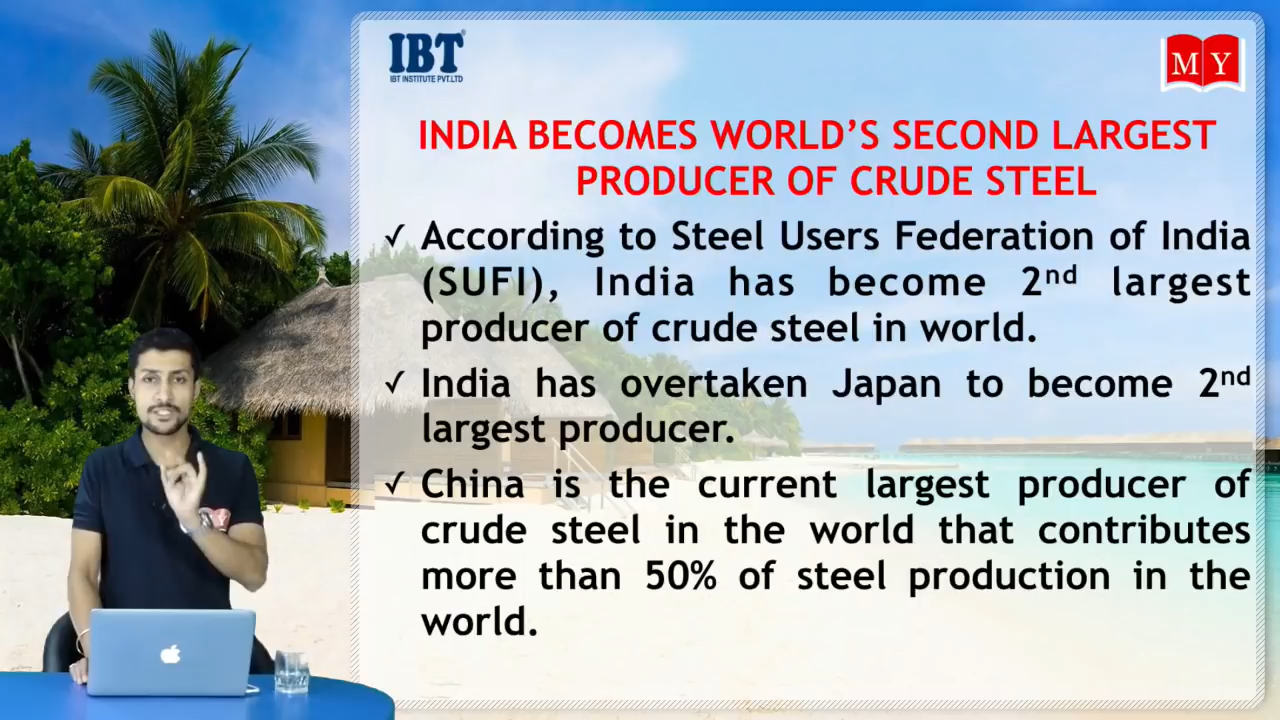 IBT
IBT INSTITUTE PVT.LTD
M Y
INDIA BECOMES WORLD’S SECOND LARGEST
PRODUCER OF CRUDE STEEL
✓ According to Steel Users Federation of India
(SUFI), India has become 2nd largest
producer of crude steel in world.
✓ India has overtaken Japan to become 2nd
largest producer.
✓ China is the current largest producer of
crude steel in the world that contributes
more than 50% of steel production in the
world.